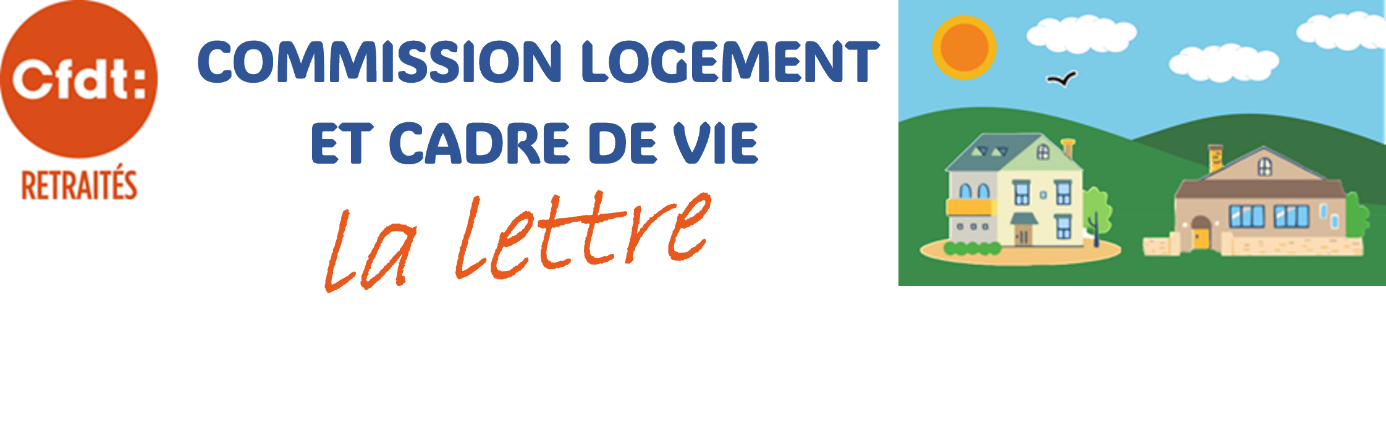 Cfdt:
RETRAITÉS
COMMISSION LOGEMENT
ET CADRE DE VIE
la lettre